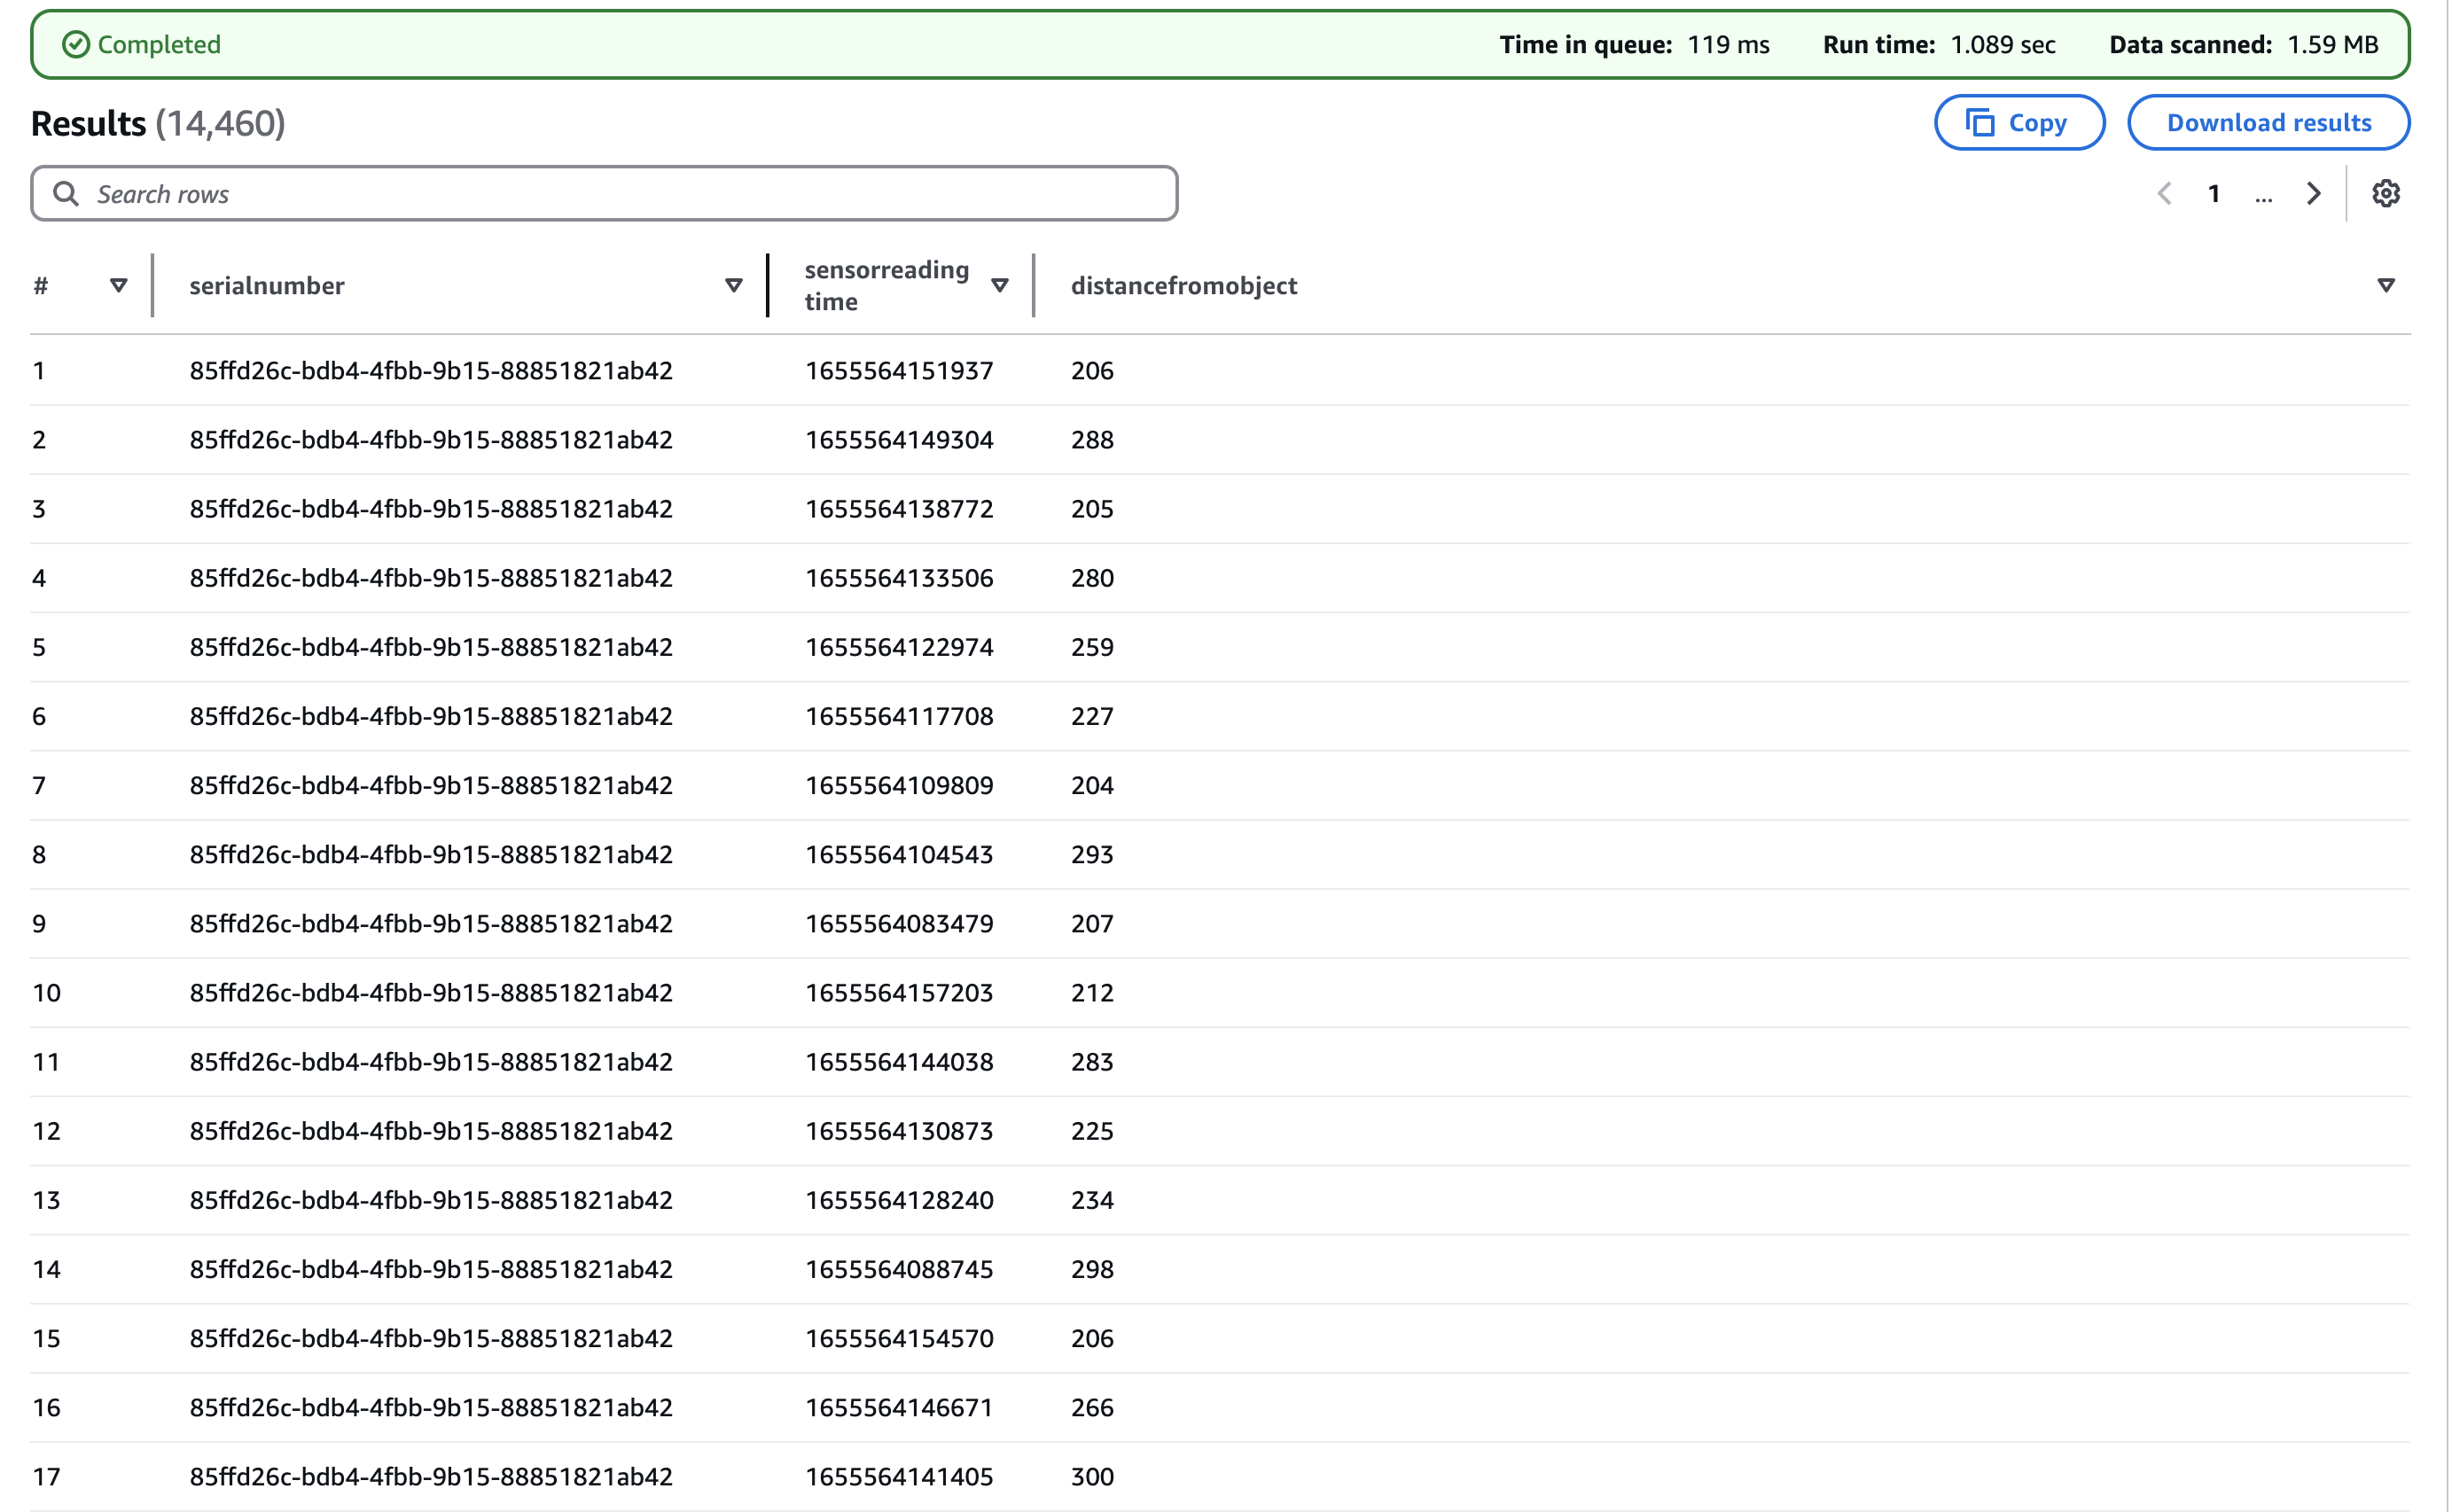 Completed Time in queue: 119 ms Run time: 1.089 sec Data scanned: 1.59 MB
Results (14,460) Copy Download results
Search rows 1 ...
# serialnumber sensorreading time distancefromobject
1 85ffd26c-bdb4-4fbb-9b15-88851821ab42 1655564151937 206
2 85ffd26c-bdb4-4fbb-9b15-88851821ab42 1655564149304 288
3 85ffd26c-bdb4-4fbb-9b15-88851821ab42 1655564138772 205
4 85ffd26c-bdb4-4fbb-9b15-88851821ab42 1655564133506 280
5 85ffd26c-bdb4-4fbb-9b15-88851821ab42 1655564122974 259
6 85ffd26c-bdb4-4fbb-9b15-88851821ab42 1655564117708 227
7 85ffd26c-bdb4-4fbb-9b15-88851821ab42 1655564109809 204
8 85ffd26c-bdb4-4fbb-9b15-88851821ab42 1655564104543 293
9 85ffd26c-bdb4-4fbb-9b15-88851821ab42 1655564083479 207
10 85ffd26c-bdb4-4fbb-9b15-88851821ab42 1655564157203 212
11 85ffd26c-bdb4-4fbb-9b15-88851821ab42 1655564144038 283
12 85ffd26c-bdb4-4fbb-9b15-88851821ab42 1655564130873 225
13 85ffd26c-bdb4-4fbb-9b15-88851821ab42 1655564128240 234
14 85ffd26c-bdb4-4fbb-9b15-88851821ab42 1655564088745 298
15 85ffd26c-bdb4-4fbb-9b15-88851821ab42 1655564154570 206
16 85ffd26c-bdb4-4fbb-9b15-88851821ab42 1655564146671 266
17 85ffd26c-bdb4-4fbb-9b15-88851821ab42 1655564141405 300